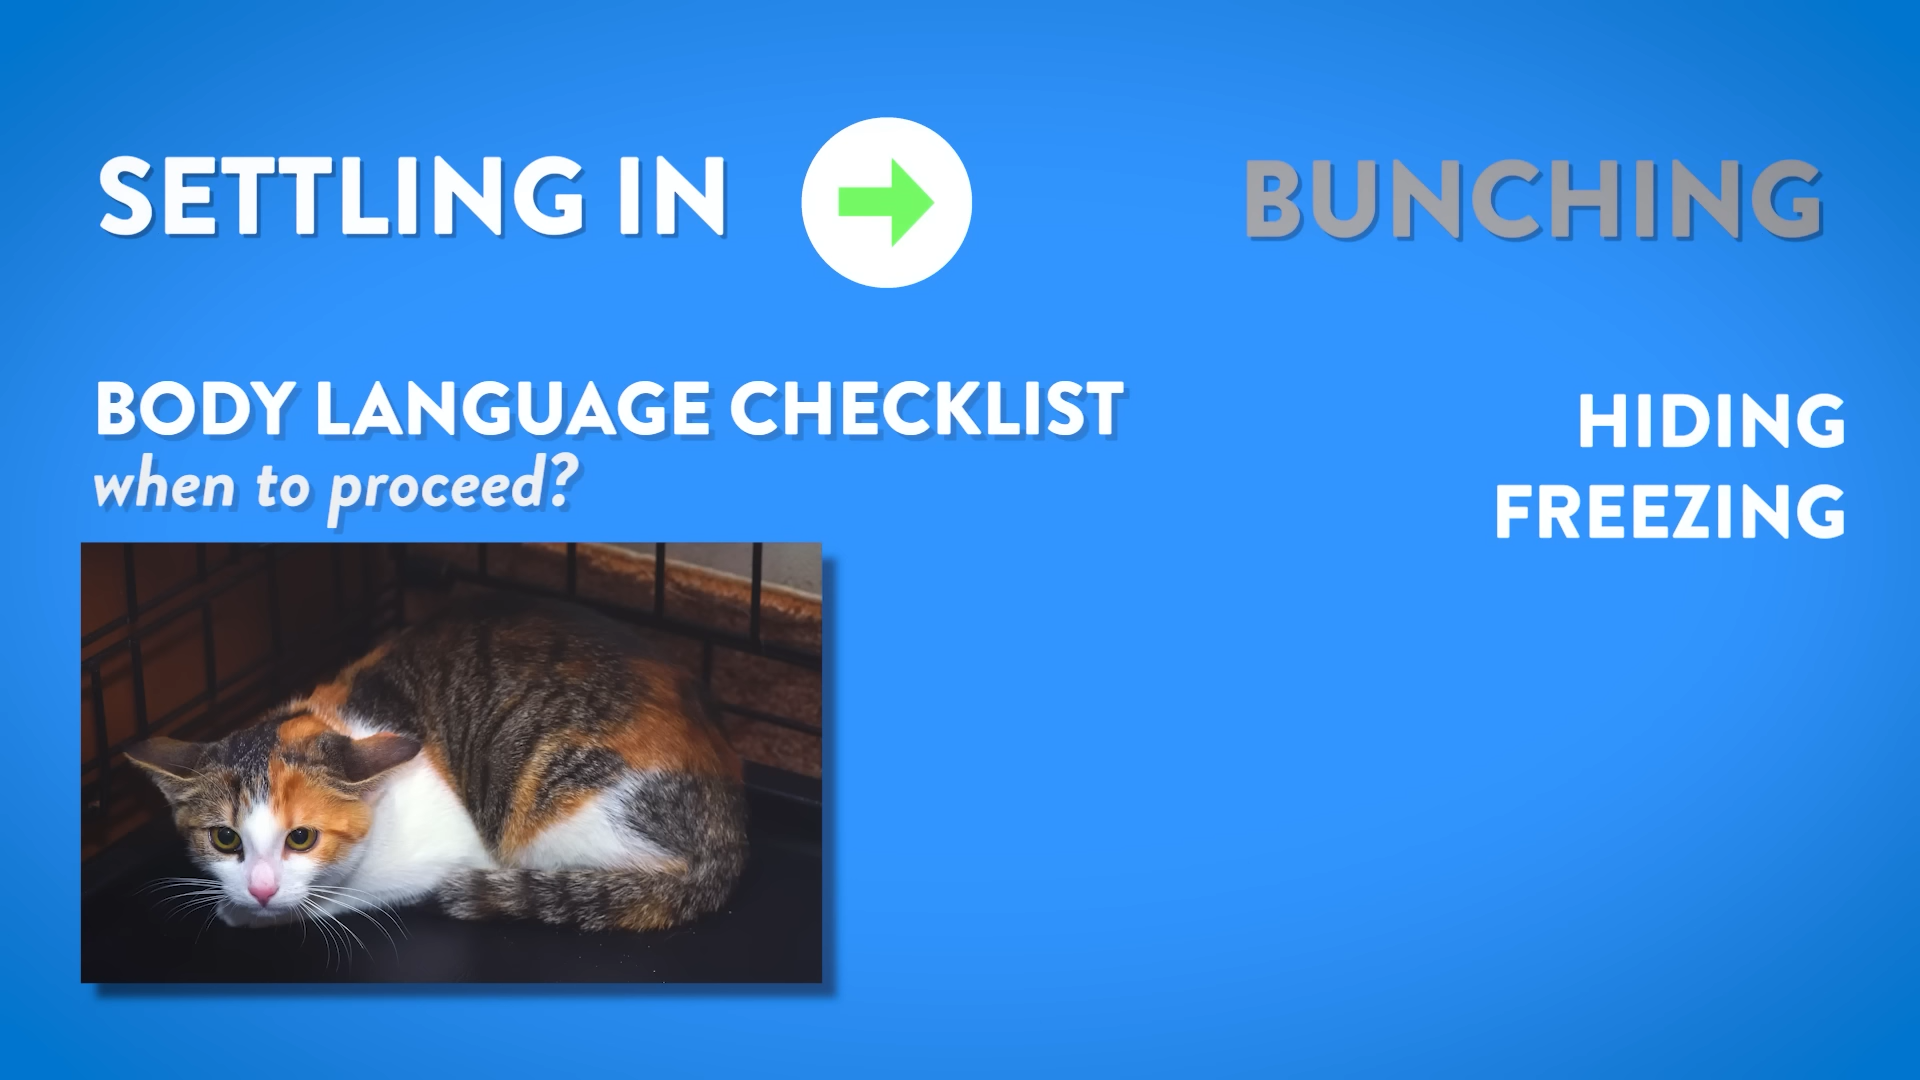 SETTLING IN
BUNCHING
BODY LANGUAGE CHECKLIST
when to proceed?
HIDING
FREEZING